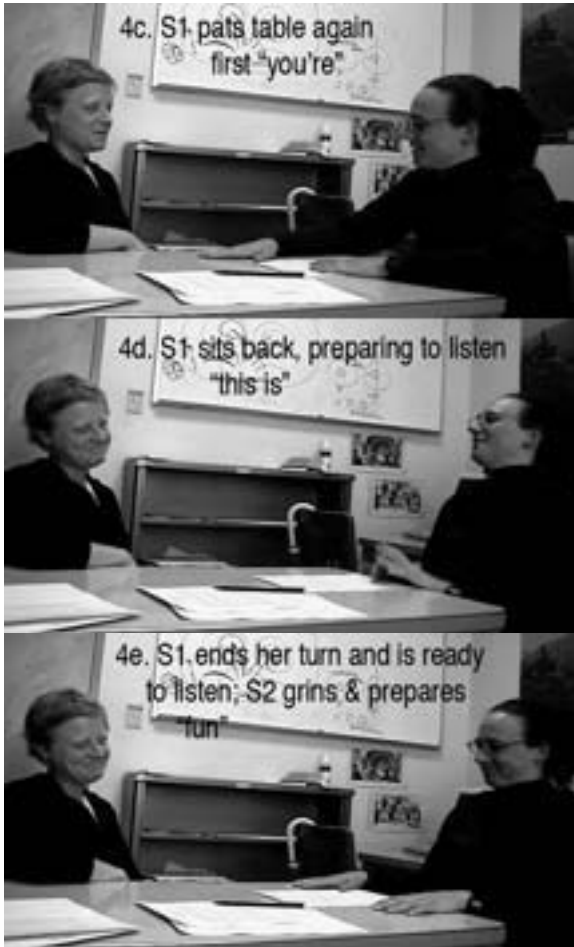 4c. S1 pats table again
first "you're"
4d. S1 sits back, preparing to listen
"this is"
4e. S1 ends her turn and is ready
to listen; S2 grins & prepares
"fun"